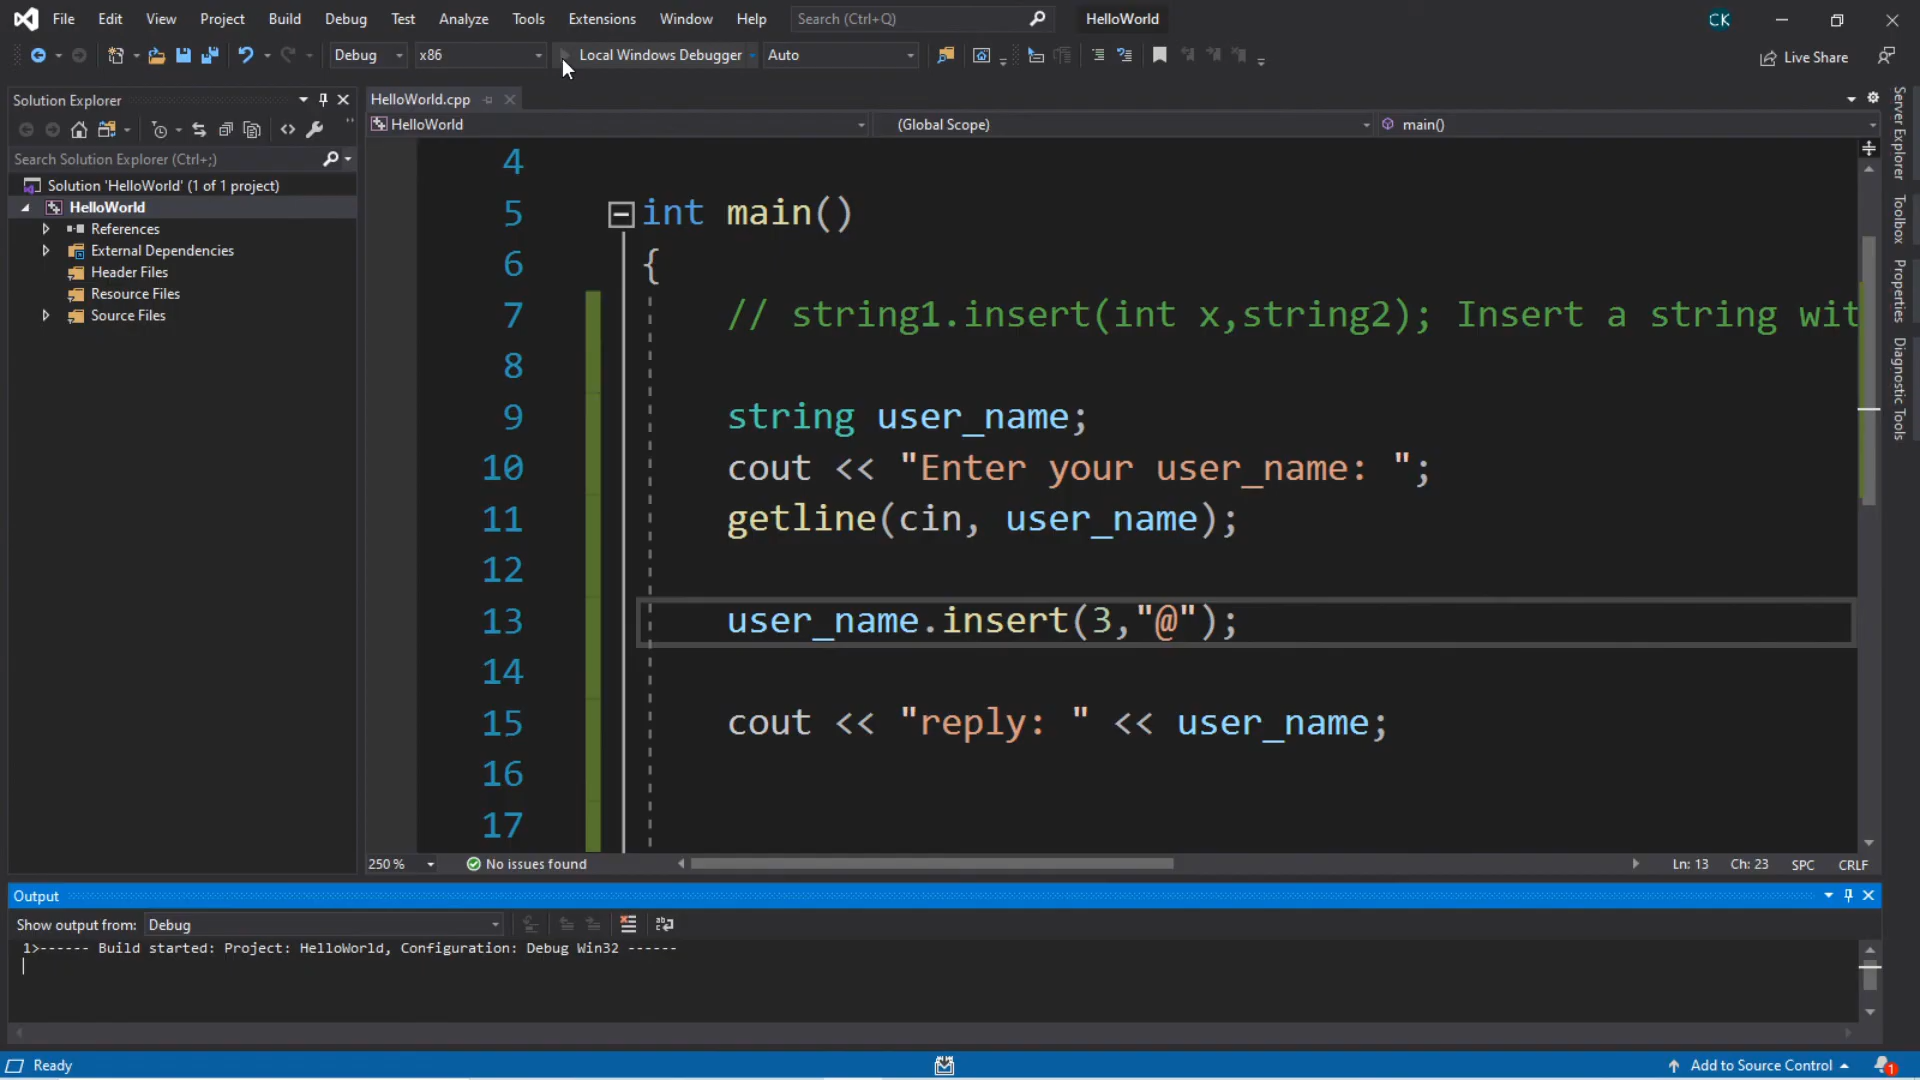 File Edit View Project Build Debug Test Analyze Tools Extensions Window Help Search (Ctrl+Q) HelloWorld CK
Debug x86 Local Windows Debugger Auto Live Share
Solution Explorer
Search Solution Explorer (Ctrl+;)
Solution 'HelloWorld' (1 of 1 project)
HelloWorld
References
External Dependencies
Header Files
Resource Files
Source Files
HelloWorld.cpp
HelloWorld (Global Scope) main()
4
5 int main()
6 {
7 // string1.insert(int x,string2); Insert a string wit
8
9 string user_name;
10 cout << "Enter your user_name: ";
11 getline(cin, user_name);
12
13 user_name.insert(3,"@");
14
15 cout << "reply: " << user_name;
16
17
250 % No issues found Ln: 13 Ch: 23 SPC CRLF
Server Explorer
Toolbox
Properties
Diagnostic Tools
Output
Show output from: Debug
1>------ Build started: Project: HelloWorld, Configuration: Debug Win32 ------
Ready Add to Source Control 1